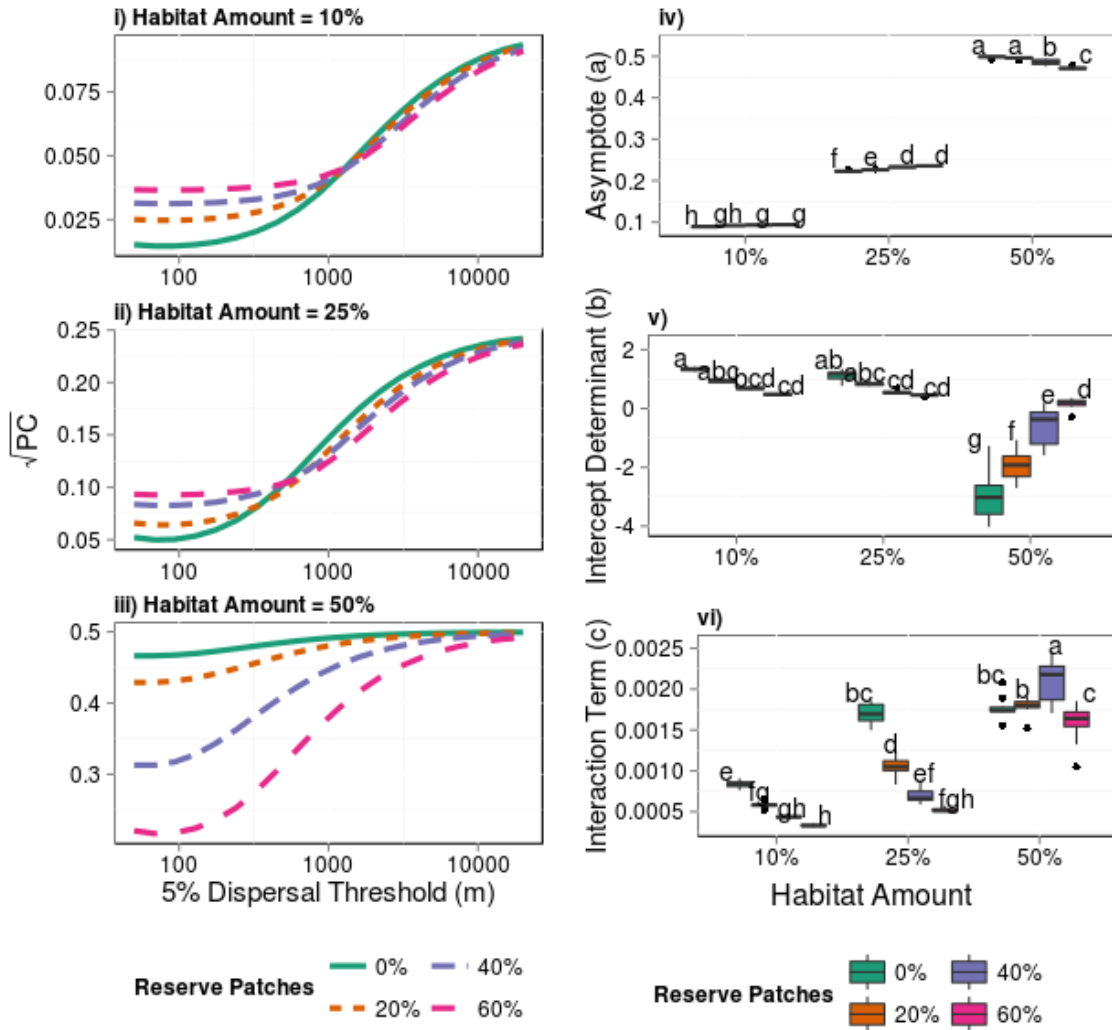 i) Habitat Amount = 10%
0.075
0.050
0.025
100 1000 10000
ii) Habitat Amount = 25%
0.25
0.20
0.15
0.10
0.05
100 1000 10000
√PC
iii) Habitat Amount = 50%
0.5
0.4
0.3
100 1000 10000
5% Dispersal Threshold (m)
Reserve Patches
0% 40%
20% 60%
iv)
Asymptote (a)
0.5
0.4
0.3
0.2
0.1
a a b c
f e d d
h gh g g
10% 25% 50%
v)
Intercept Determinant (b)
2
0
-2
-4
a abc bcd cd
ab abc cd cd
g f e d
10% 25% 50%
vi)
Interaction Term (c)
0.0025
0.0020
0.0015
0.0010
0.0005
e fg gh h
bc d ef fgh
bc b a c
10% 25% 50%
Habitat Amount
Reserve Patches
0% 40%
20% 60%